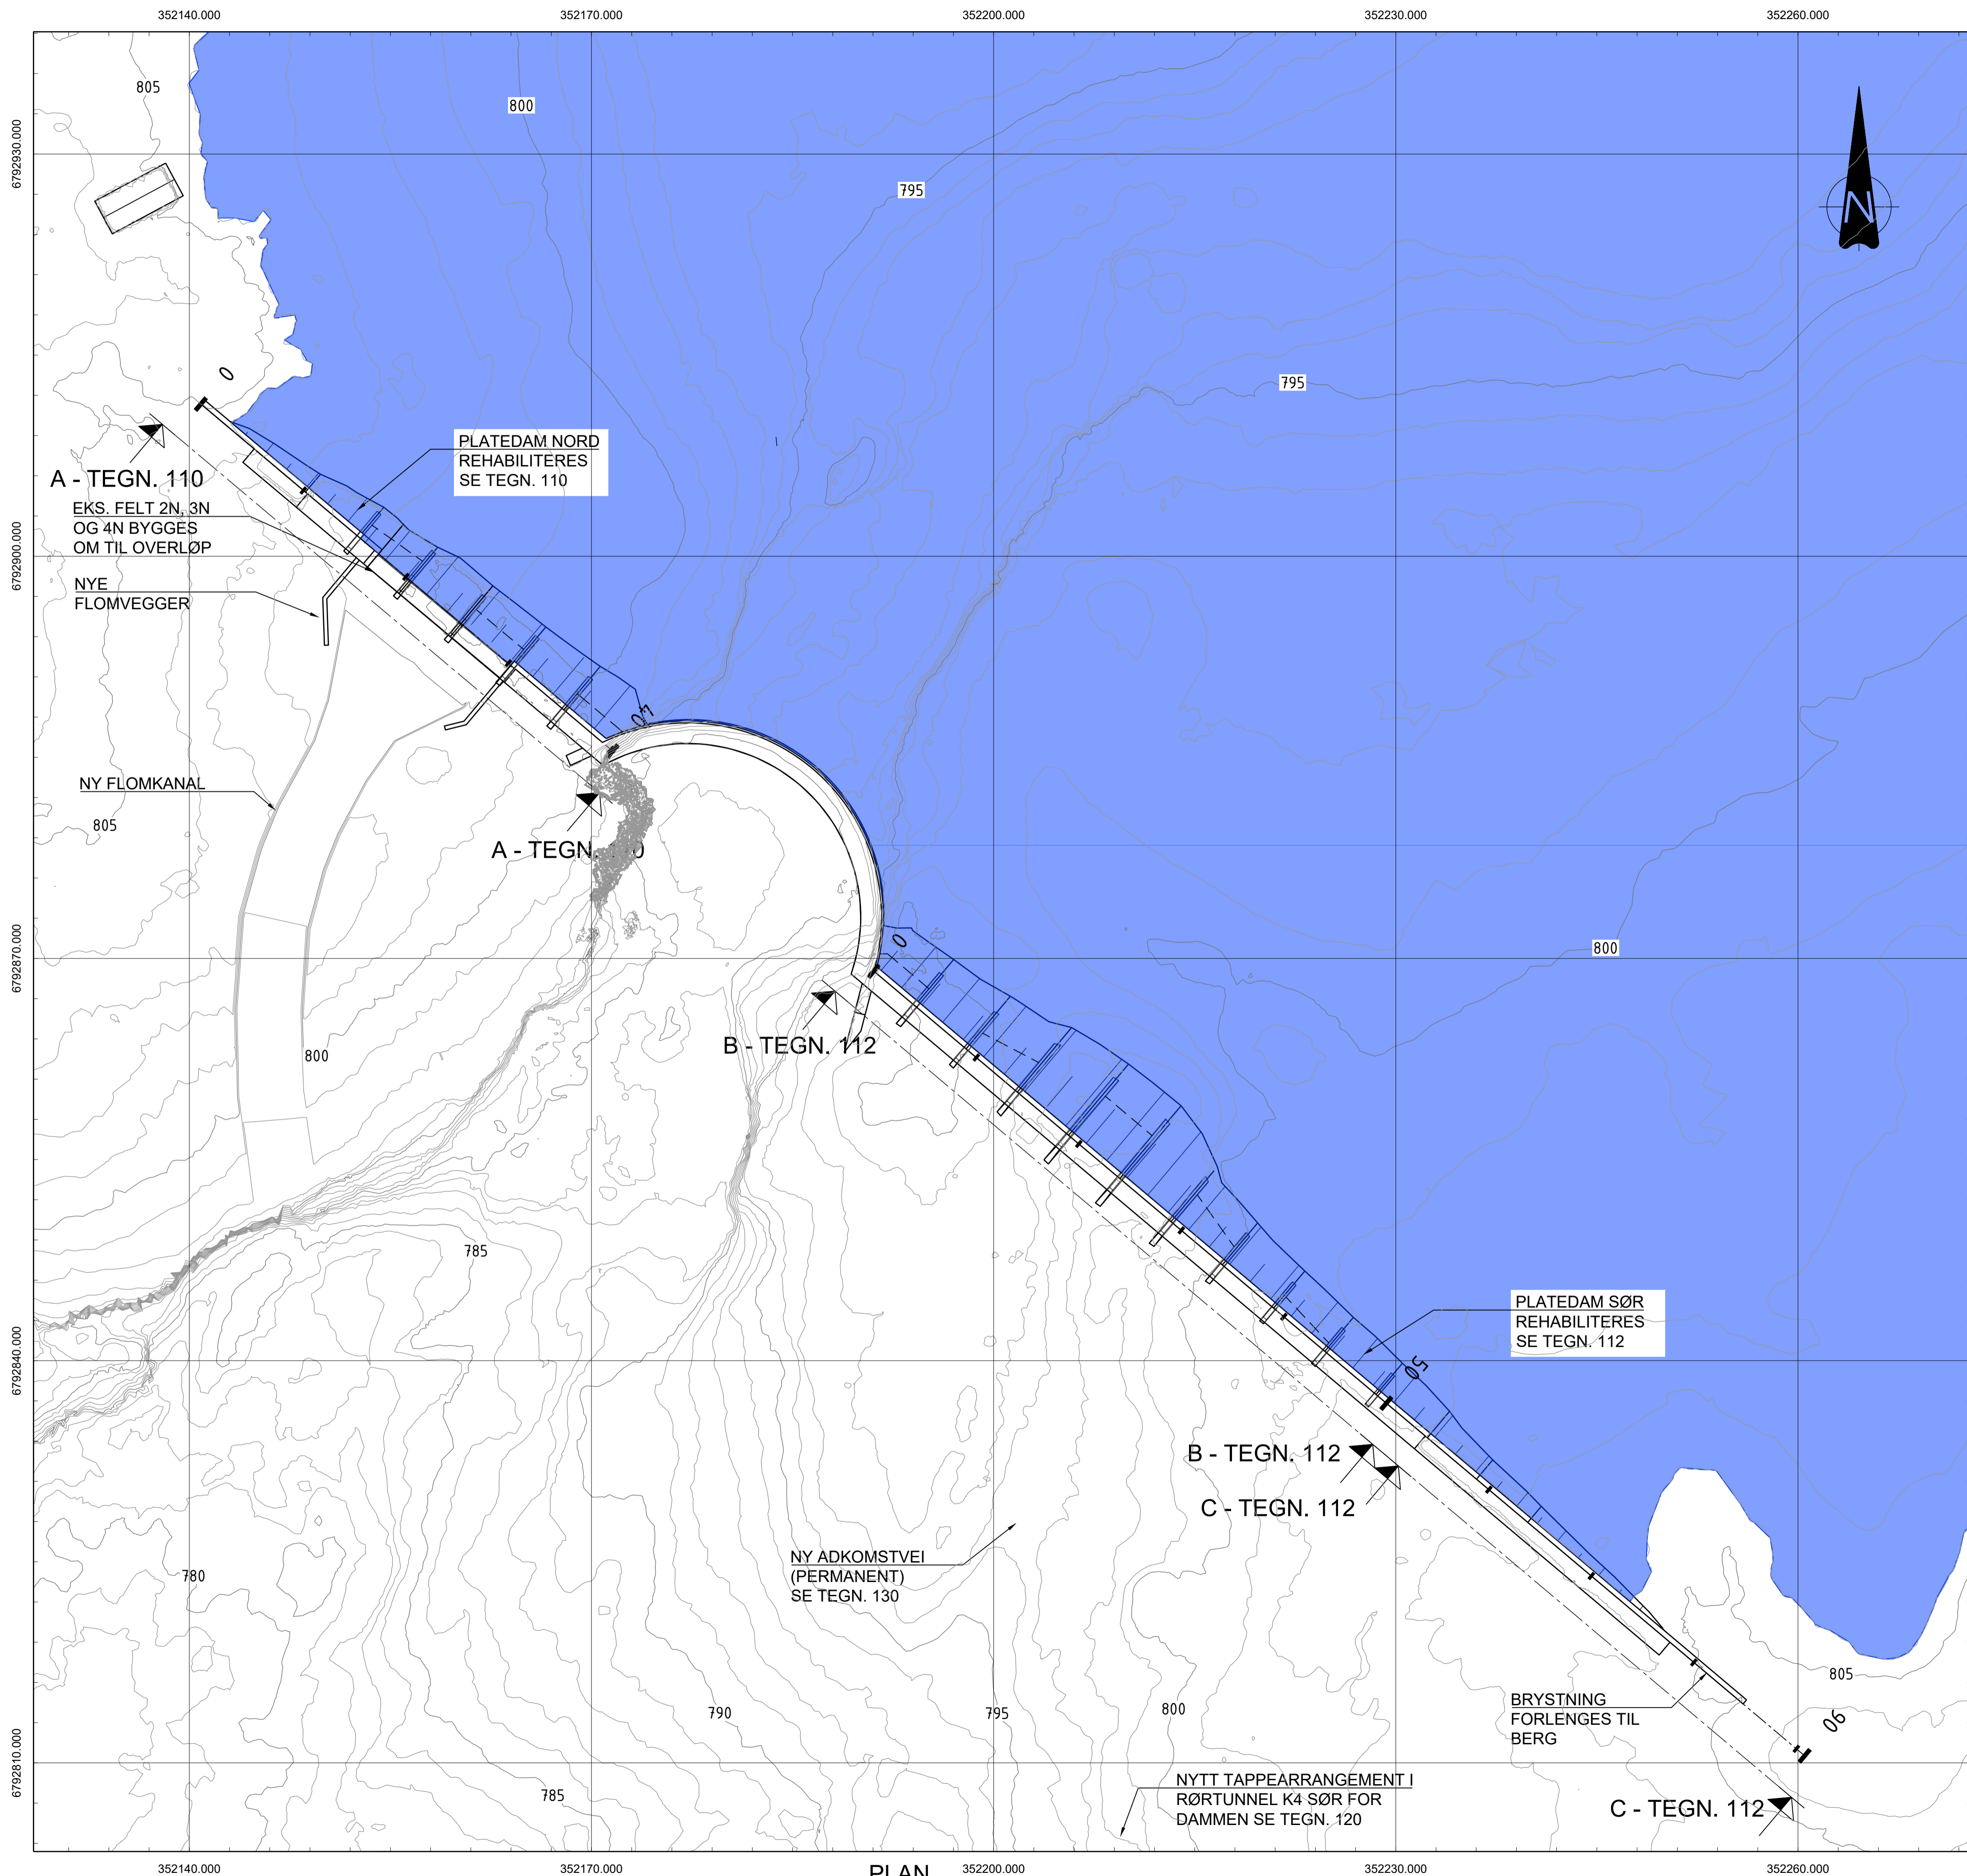 352140.000
352170.000
352200.000
352230.000
352260.000
6792930.000
6792900.000
6792870.000
6792840.000
6792810.000
805
800
795
N
795
0
PLATEDAM NORD
REHABILITERES
SE TEGN. 110
A - TEGN. 110
EKS. FELT 2N, 3N
OG 4N BYGGES
OM TIL OVERLØP
NYE
FLOMVEGGER
40
NY FLOMKANAL
805
A - TEGN. 110
0
800
B - TEGN. 112
800
785
PLATEDAM SØR
REHABILITERES
SE TEGN. 112
50
B - TEGN. 112
C - TEGN. 112
NY ADKOMSTVEI
(PERMANENT)
SE TEGN. 130
780
805
BRYSTNING
FORLENGES TIL
BERG
90
790
795
800
785
NYTT TAPPEARRANGEMENT I
RØRTUNNEL K4 SØR FOR
DAMMEN SE TEGN. 120
C - TEGN. 112
352140.000
352170.000
PLAN
352200.000
352230.000
352260.000